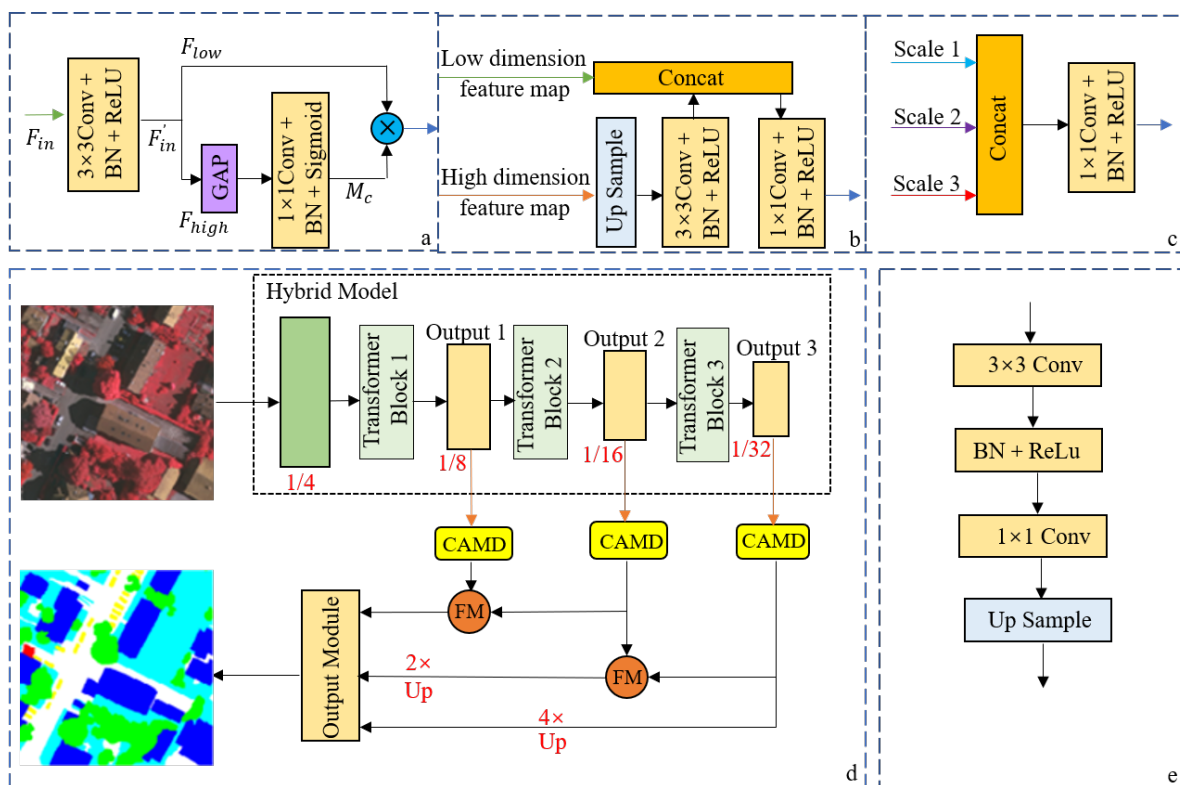 F_in
3×3Conv +
BN + ReLU
F'_in
F_low
GAP
F_high
1×1Conv +
BN + Sigmoid
M_c
×
a
Low dimension
feature map
Concat
High dimension
feature map
Up Sample
3×3Conv +
BN + ReLU
1×1Conv +
BN + ReLU
b
Scale 1
Scale 2
Scale 3
Concat
1×1Conv +
BN + ReLU
c
Hybrid Model
1/4
Transformer
Block 1
Output 1
1/8
Transformer
Block 2
Output 2
1/16
Transformer
Block 3
Output 3
1/32
CAMD
CAMD
CAMD
FM
FM
Output Module
2×
Up
4×
Up
d
3×3 Conv
BN + ReLu
1×1 Conv
Up Sample
e